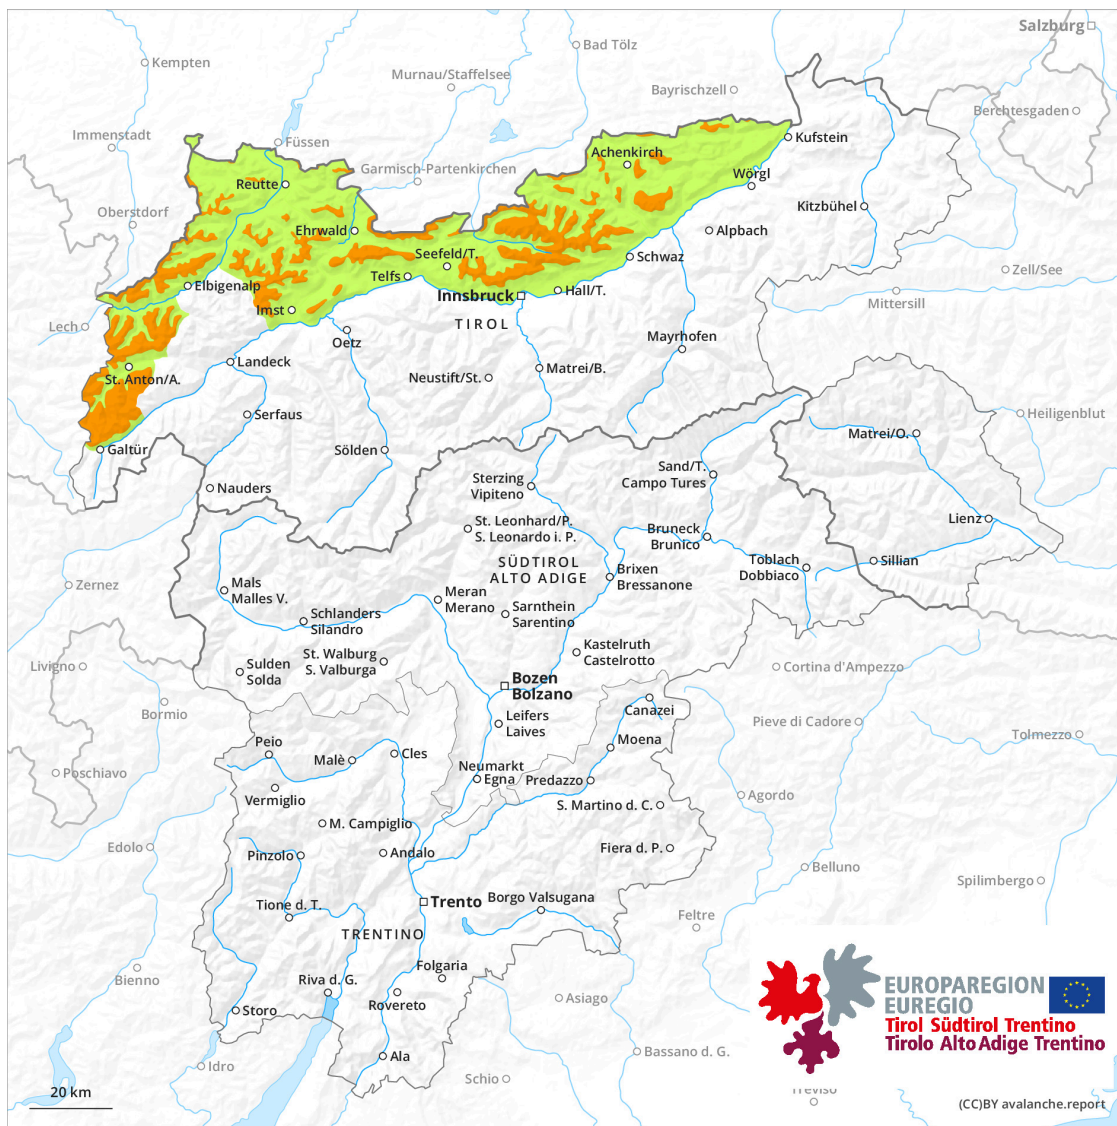 Salzburg
Bad Tölz
Kempten
Murnau/Staffelsee
Bayrischzell
Berchtesgaden
Immenstadt
Füssen
Kufstein
Achenkirch
Garmisch-Partenkirchen
Wörgl
Reutte
Oberstdorf
Kitzbühel
Ehrwald
Alpbach
Seefeld/T.
Schwaz
Zell/See
Telfs
Elbigenalp
Hall/T.
Innsbruck
Mittersill
Imst
TIROL
Lech
Oetz
Mayrhofen
Landeck
Matrei/B.
St. Anton/A.
Neustift/St.
Serfaus
Heiligenblut
Matrei/O.
Galtür
Sölden
Sand/T.
Campo Tures
Sterzing
Vipiteno
Nauders
Lienz
St. Leonhard/P.
S. Leonardo i. P.
Bruneck
Brunico
SÜDTIROL
ALTO ADIGE
Toblach
Dobbiaco
Sillian
Brixen
Bressanone
Zernez
Mals
Malles V.
Meran
Merano
Sarnthein
Sarentino
Schlanders
Silandro
Kastelruth
Castelrotto
St. Walburg
S. Valburga
Livigno
Sulden
Solda
Cortina d'Ampezzo
Bozen
Bolzano
Bormio
Canazei
Leifers
Laives
Pieve di Cadore
Tolmezzo
Peio
Moena
Malè
Cles
Neumarkt
Egna
Predazzo
Poschiavo
Vermiglio
Agordo
S. Martino d. C.
M. Campiglio
Edolo
Pinzolo
Andalo
Fiera d. P.
Belluno
Spilimbergo
Borgo Valsugana
Trento
Tione d. T.
Feltre
TRENTINO
Folgaria
Bienno
Riva d. G.
EUROPAREGION
EUREGIO
Tirol Südtirol Trentino
Tirolo Alto Adige Trentino
Asiago
Rovereto
Storo
Ala
Bassano d. G.
Idro
Schio
20 km
Treviso
(CC)BY avalanche.report